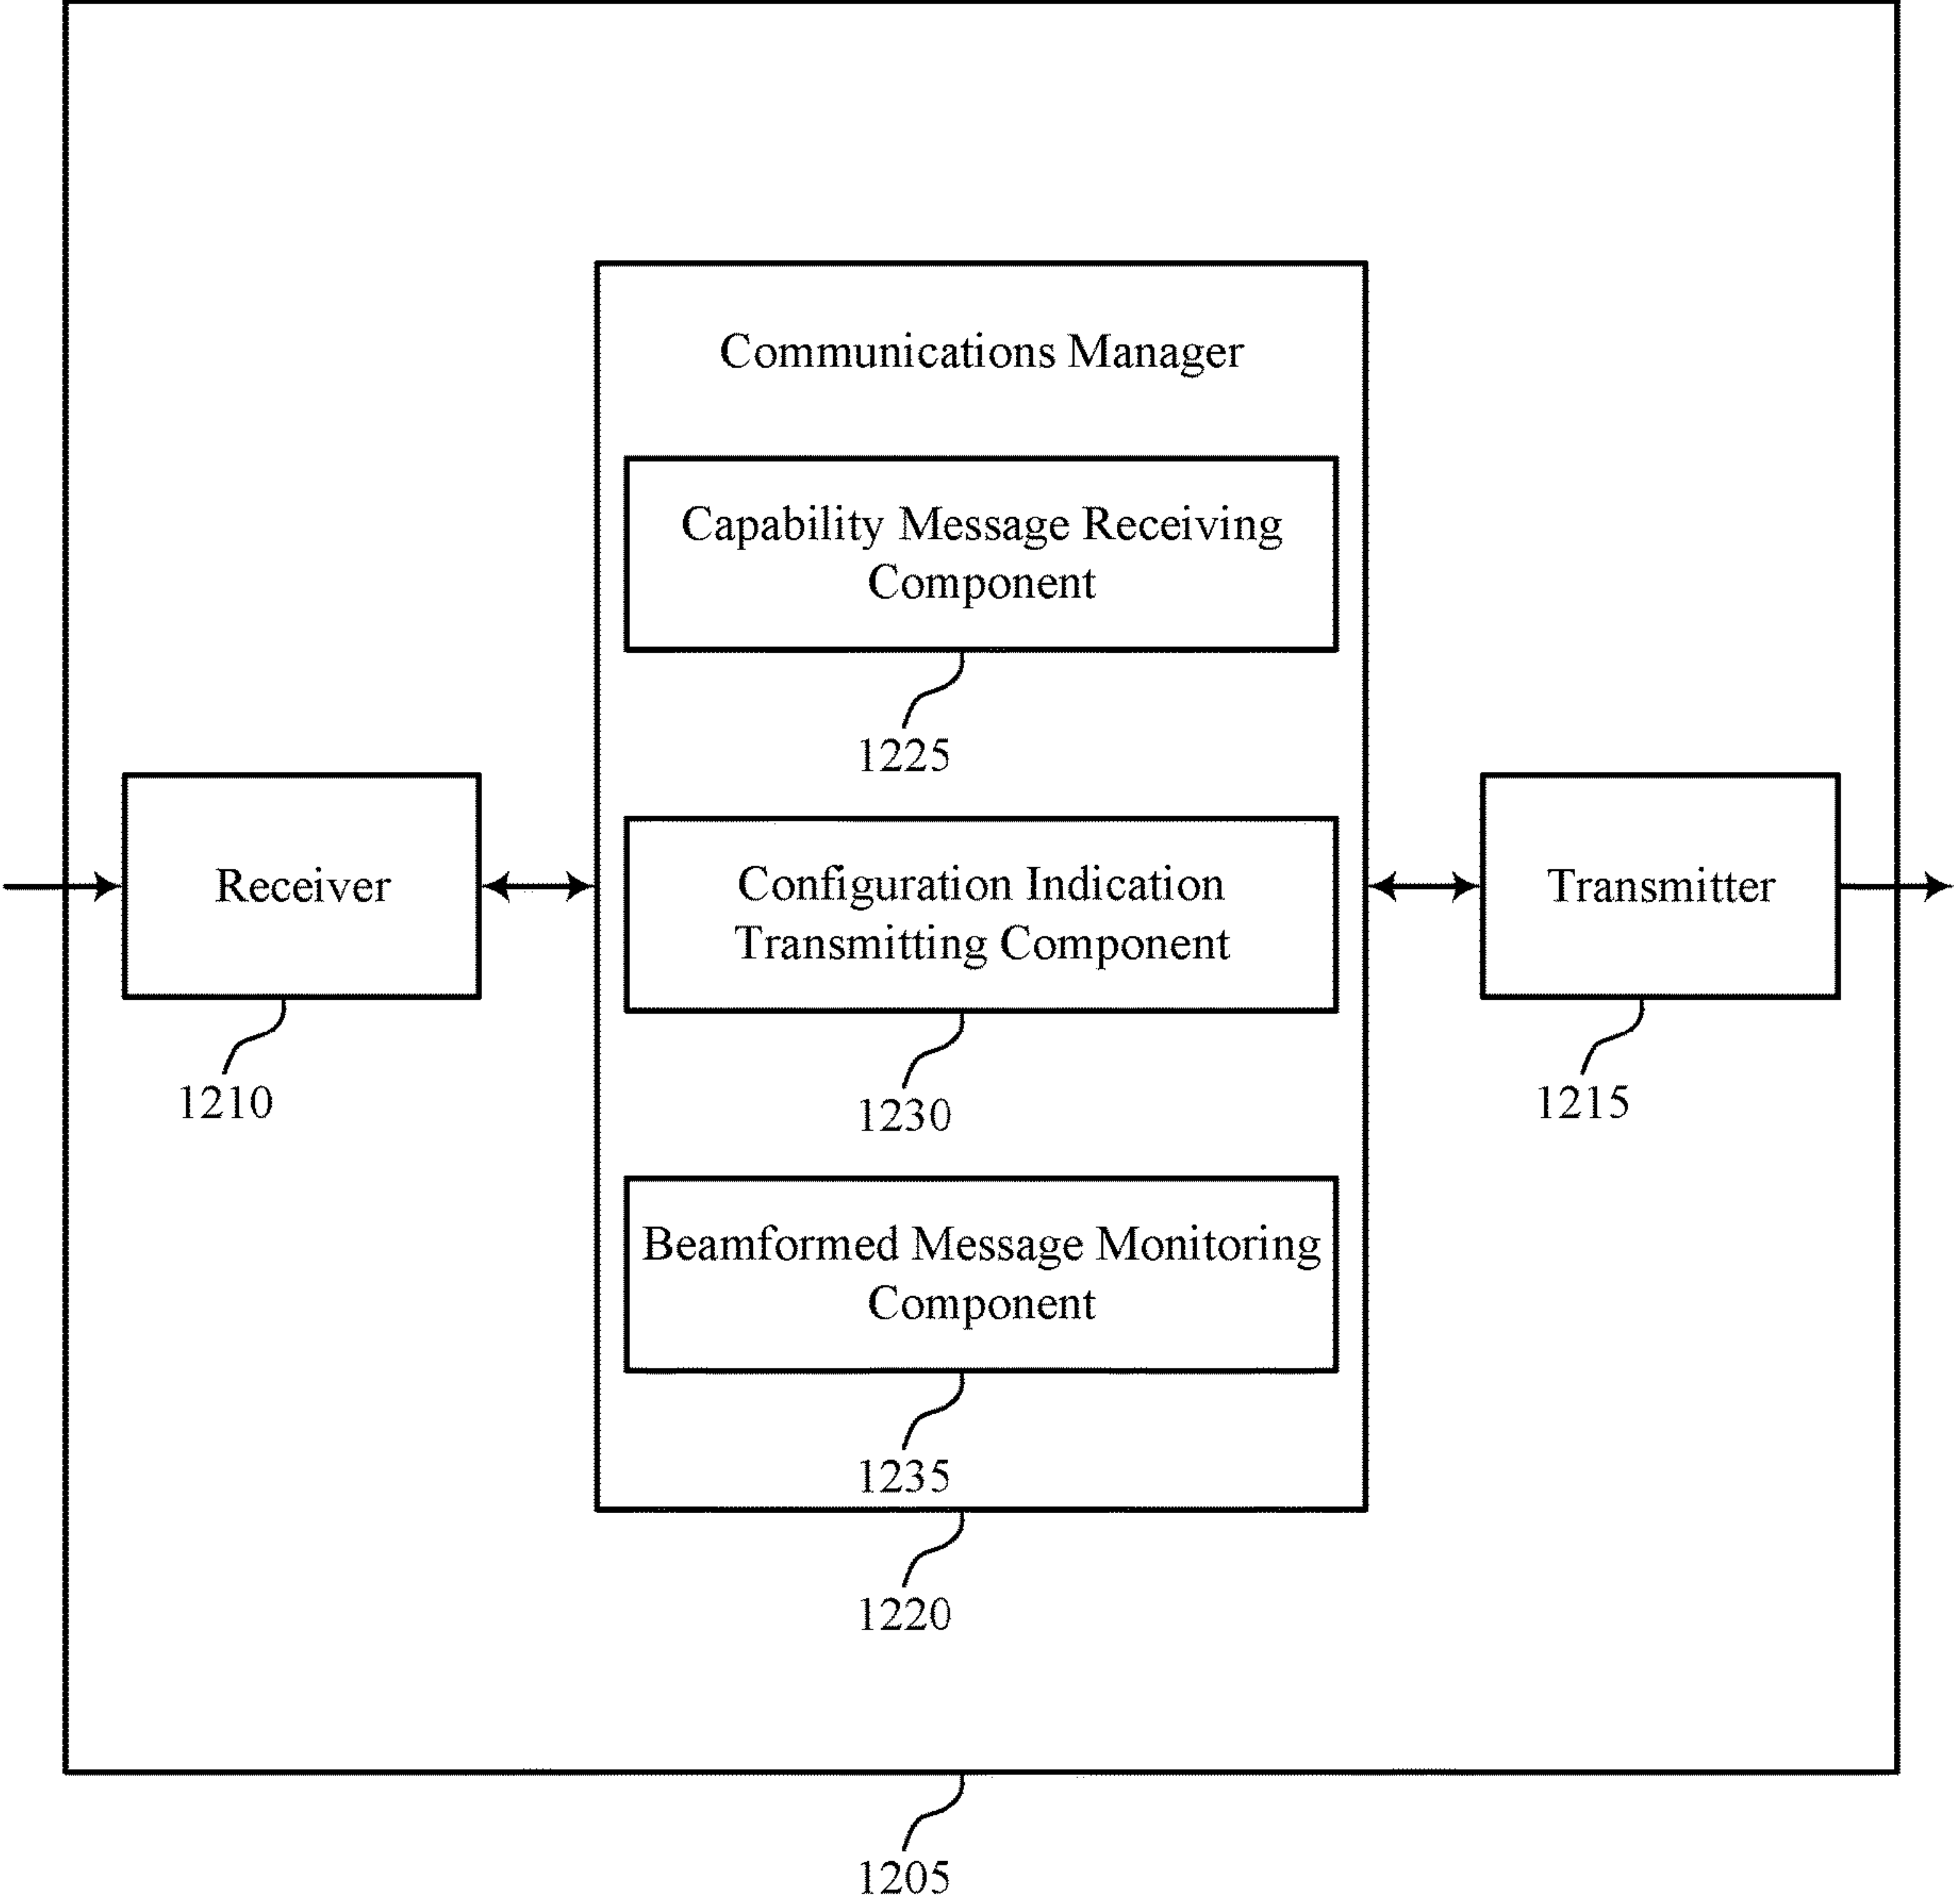 Communications Manager
Capability Message Receiving
Component
1225
Receiver
1210
Configuration Indication
Transmitting Component
1230
Transmitter
1215
Beamformed Message Monitoring
Component
1235
1220
1205